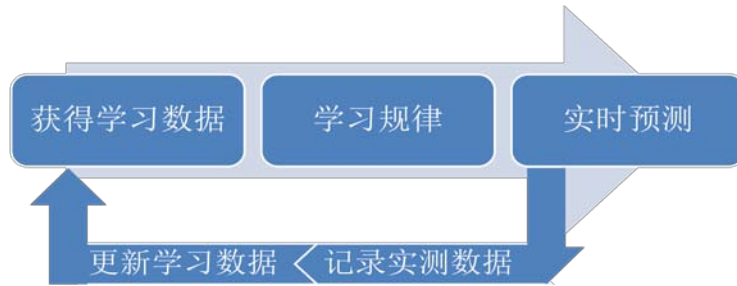 获得学习数据
学习规律
实时预测
更新学习数据
记录实测数据